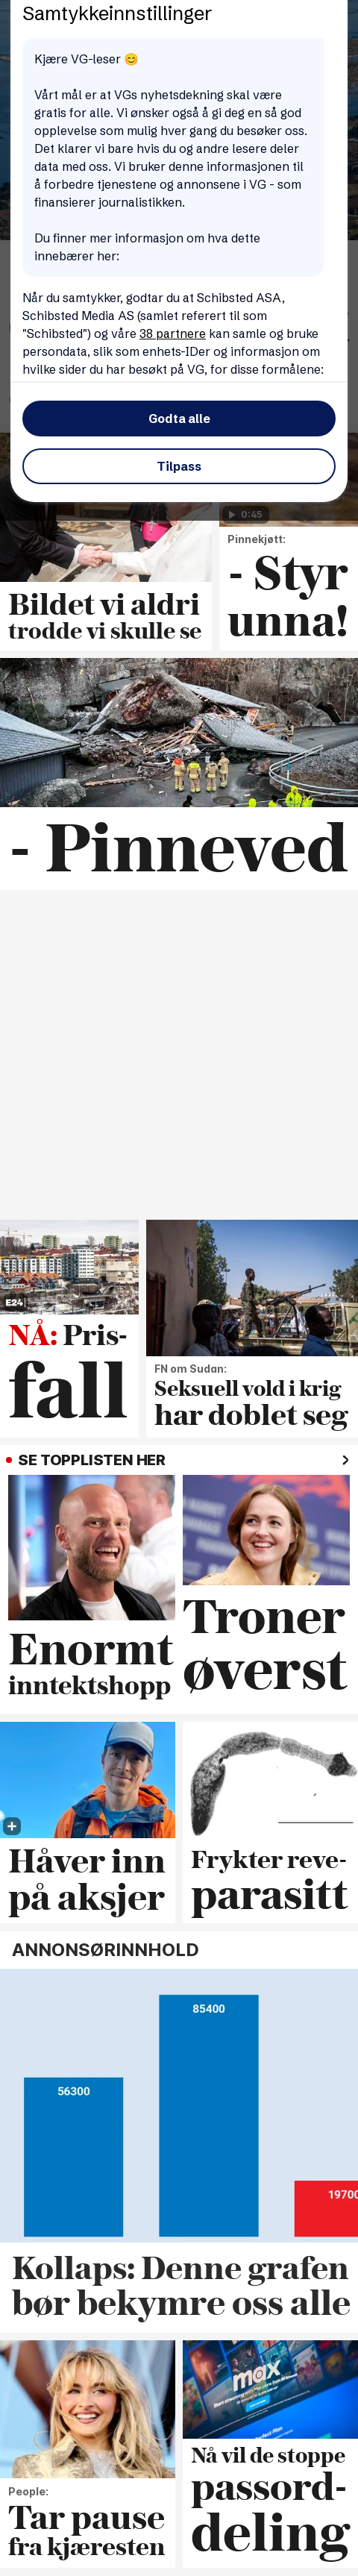 Samtykkeinnstillinger
Kjære VG-leser 😊
Vårt mål er at VGs nyhetsdekning skal være
gratis for alle. Vi ønsker også å gi deg en så god
opplevelse som mulig hver gang du besøker oss.
Det klarer vi bare hvis du og andre lesere deler
data med oss. Vi bruker denne informasjonen til
å forbedre tjenestene og annonsene i VG - som
finansierer journalistikken.
Du finner mer informasjon om hva dette
innebærer her:
Når du samtykker, godtar du at Schibsted ASA,
Schibsted Media AS (samlet referert til som
"Schibsted") og våre 38 partnere kan samle og bruke
persondata, slik som enhets-IDer og informasjon om
hvilke sider du har besøkt på VG, for disse formålene:
Godta alle
Tilpass
0:45
Bildet vi aldri
trodde vi skulle se
Pinnekjøtt:
- Styr
unna!
- Pinneved
E24
NÅ: Pris-
fall
FN om Sudan:
Seksuell vold i krig
har doblet seg
SE TOPPLISTEN HER
Enormt
inntektshopp
Troner
øverst
Håver inn
på aksjer
Frykter reve-
parasitt
ANNONSØRINNHOLD
56300
85400
19700
Kollaps: Denne grafen
bør bekymre oss alle
People:
Tar pause
fra kjæresten
max
Nå vil de stoppe
passord-
deling